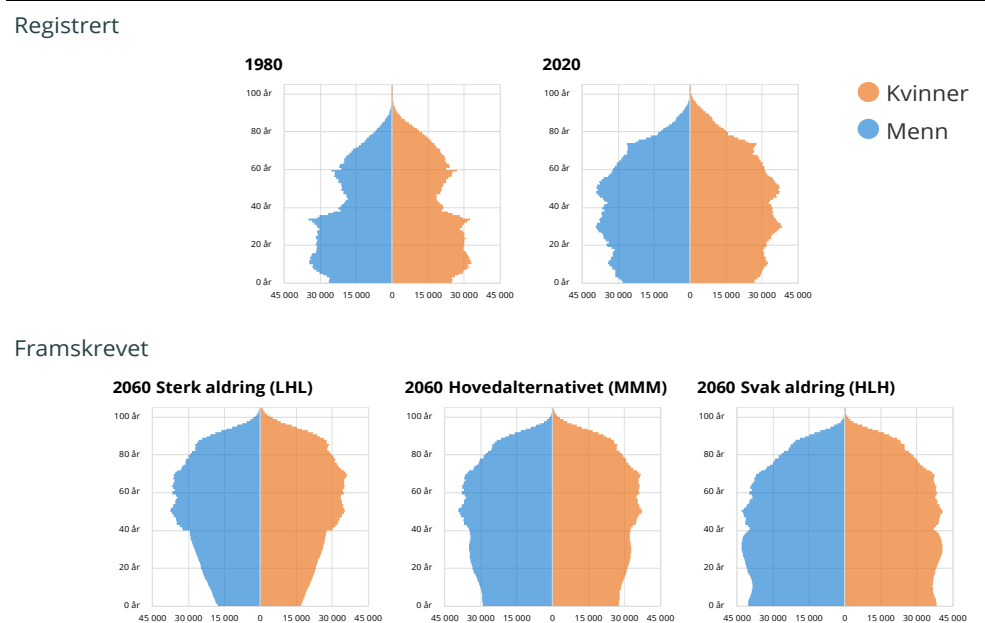 Registrert
1980
2020
100 år
80 år
60 år
40 år
20 år
0 år
45 000 30 000 15 000 0 15 000 30 000 45 000
100 år
80 år
60 år
40 år
20 år
0 år
45 000 30 000 15 000 0 15 000 30 000 45 000
Kvinner
Menn
Framskrevet
2060 Sterk aldring (LHL)
2060 Hovedalternativet (MMM)
2060 Svak aldring (HLH)
100 år
80 år
60 år
40 år
20 år
0 år
45 000 30 000 15 000 0 15 000 30 000 45 000
100 år
80 år
60 år
40 år
20 år
0 år
45 000 30 000 15 000 0 15 000 30 000 45 000
100 år
80 år
60 år
40 år
20 år
0 år
45 000 30 000 15 000 0 15 000 30 000 45 000